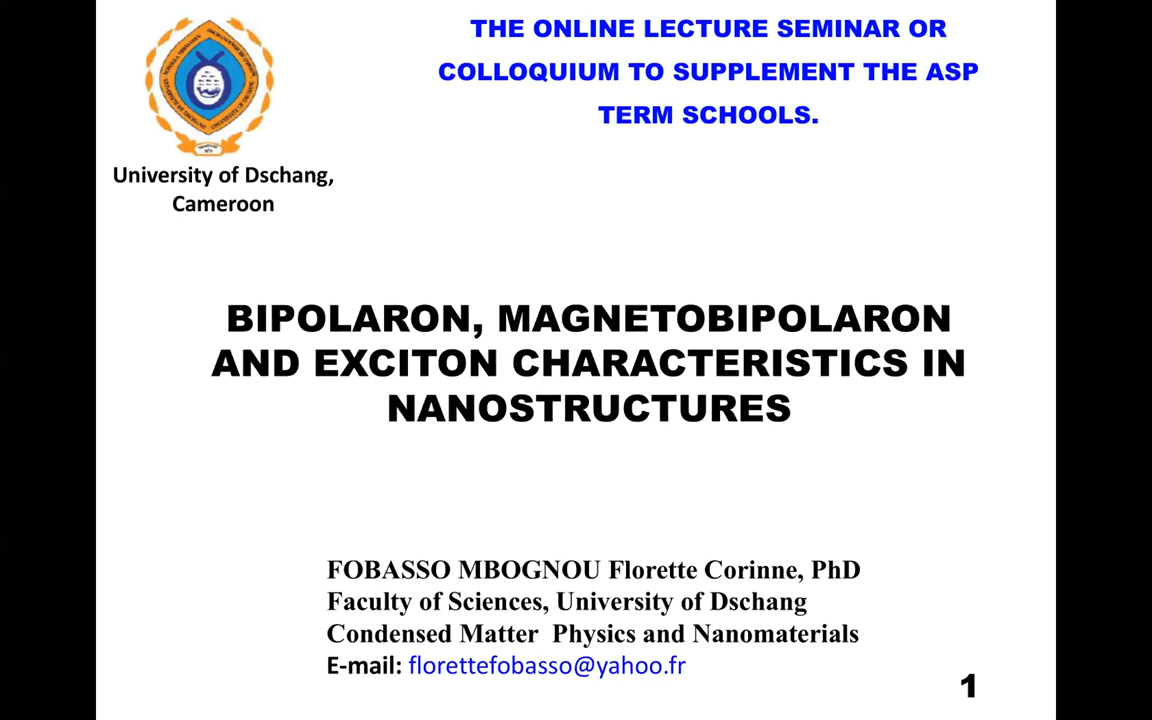 THE ONLINE LECTURE SEMINAR OR
COLLOQUIUM TO SUPPLEMENT THE ASP
TERM SCHOOLS.
University of Dschang,
Cameroon
BIPOLARON, MAGNETOBIPOLARON
AND EXCITON CHARACTERISTICS IN
NANOSTRUCTURES
FOBASSO MBOGNOU Florette Corinne, PhD
Faculty of Sciences, University of Dschang
Condensed Matter Physics and Nanomaterials
E-mail: florettefobasso@yahoo.fr
1